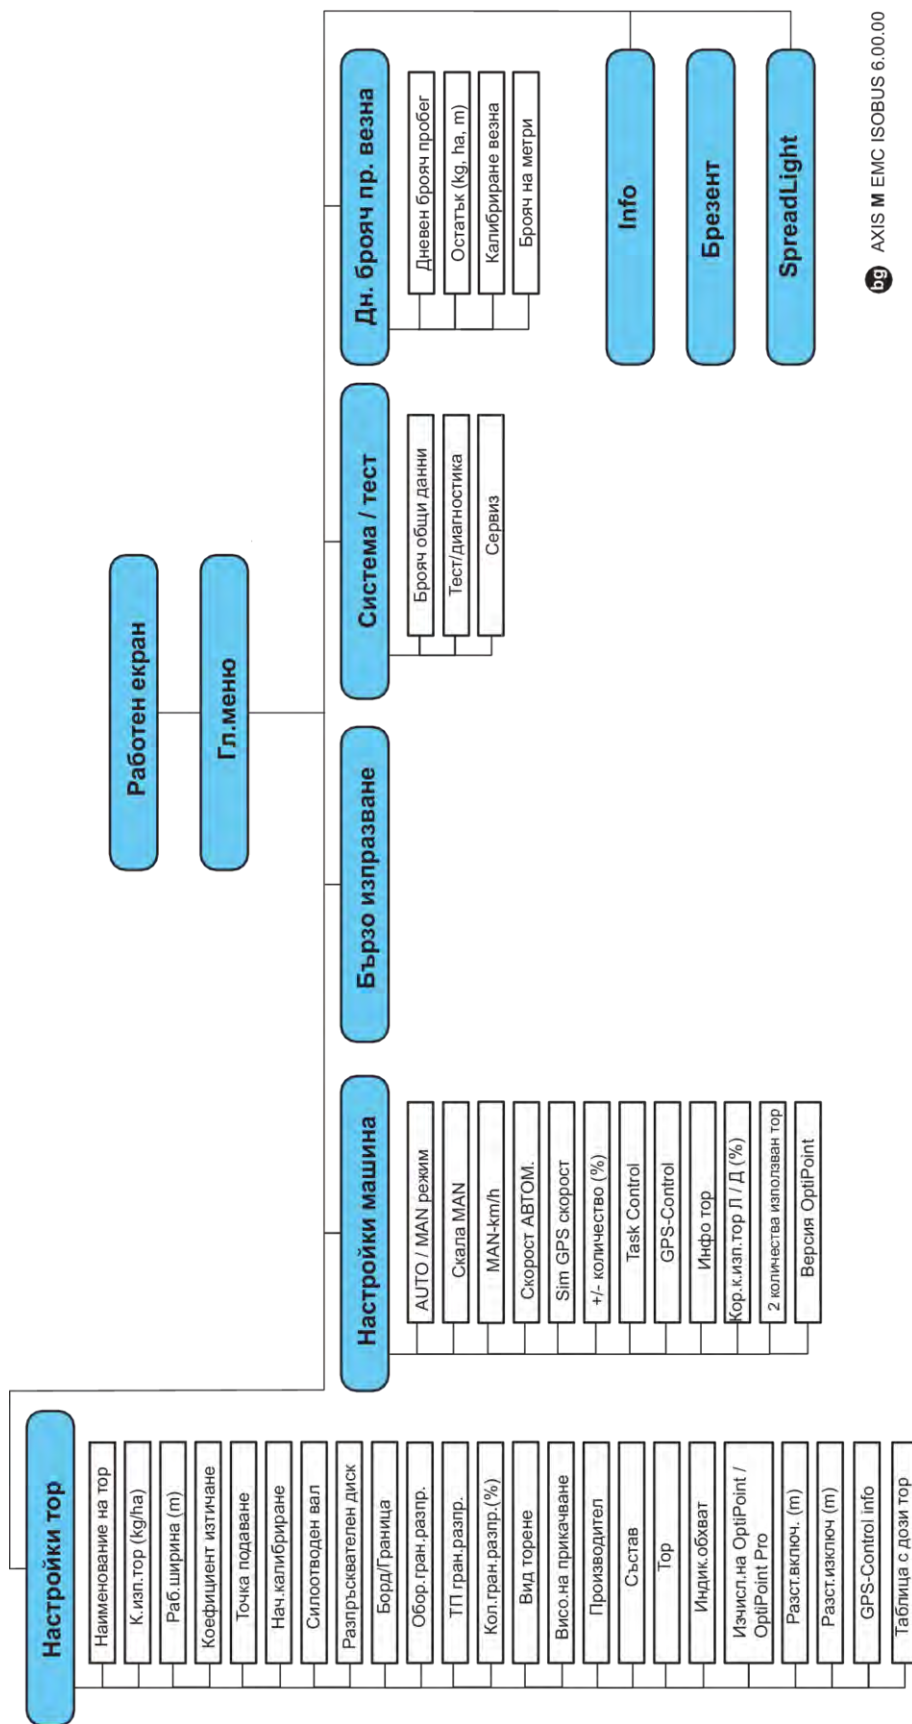 Работен екран
Гл.меню
Настройки тор
Наименование на тор
К.изп.тор (kg/ha)
Раб.ширина (m)
Коефициент изтичане
Точка подаване
Нач.калибриране
Силоотводен вал
Разпръсквателен диск
Борд/Граница
Обор.гран.разпр.
ТП гран.разпр.
Кол.гран.разпр.(%)
Вид торене
Висо.на прикачване
Производител
Състав
Тор
Индик.обхват
Изчисл.на OptiPoint /
OptiPoint Pro
Разст.включ. (m)
Разст.изключ (m)
GPS-Control info
Таблица с дози тор
Настройки машина
AUTO / MAN режим
Скала MAN
MAN-km/h
Скорост АВТОМ.
Sim GPS скорост
+/- количество (%)
Task Control
GPS-Control
Инфо тор
Кор.к.изп.тор Л / Д (%)
2 количества използван тор
Версия OptiPoint
Бързо изпразване
Система / тест
Брояч общи данни
Тест/диагностика
Сервиз
Дн. брояч пр. везна
Дневен брояч пробег
Остатък (kg, ha, m)
Калибриране везна
Брояч на метри
Info
Брезент
SpreadLight
bg AXIS M EMC ISOBUS 6.00.00